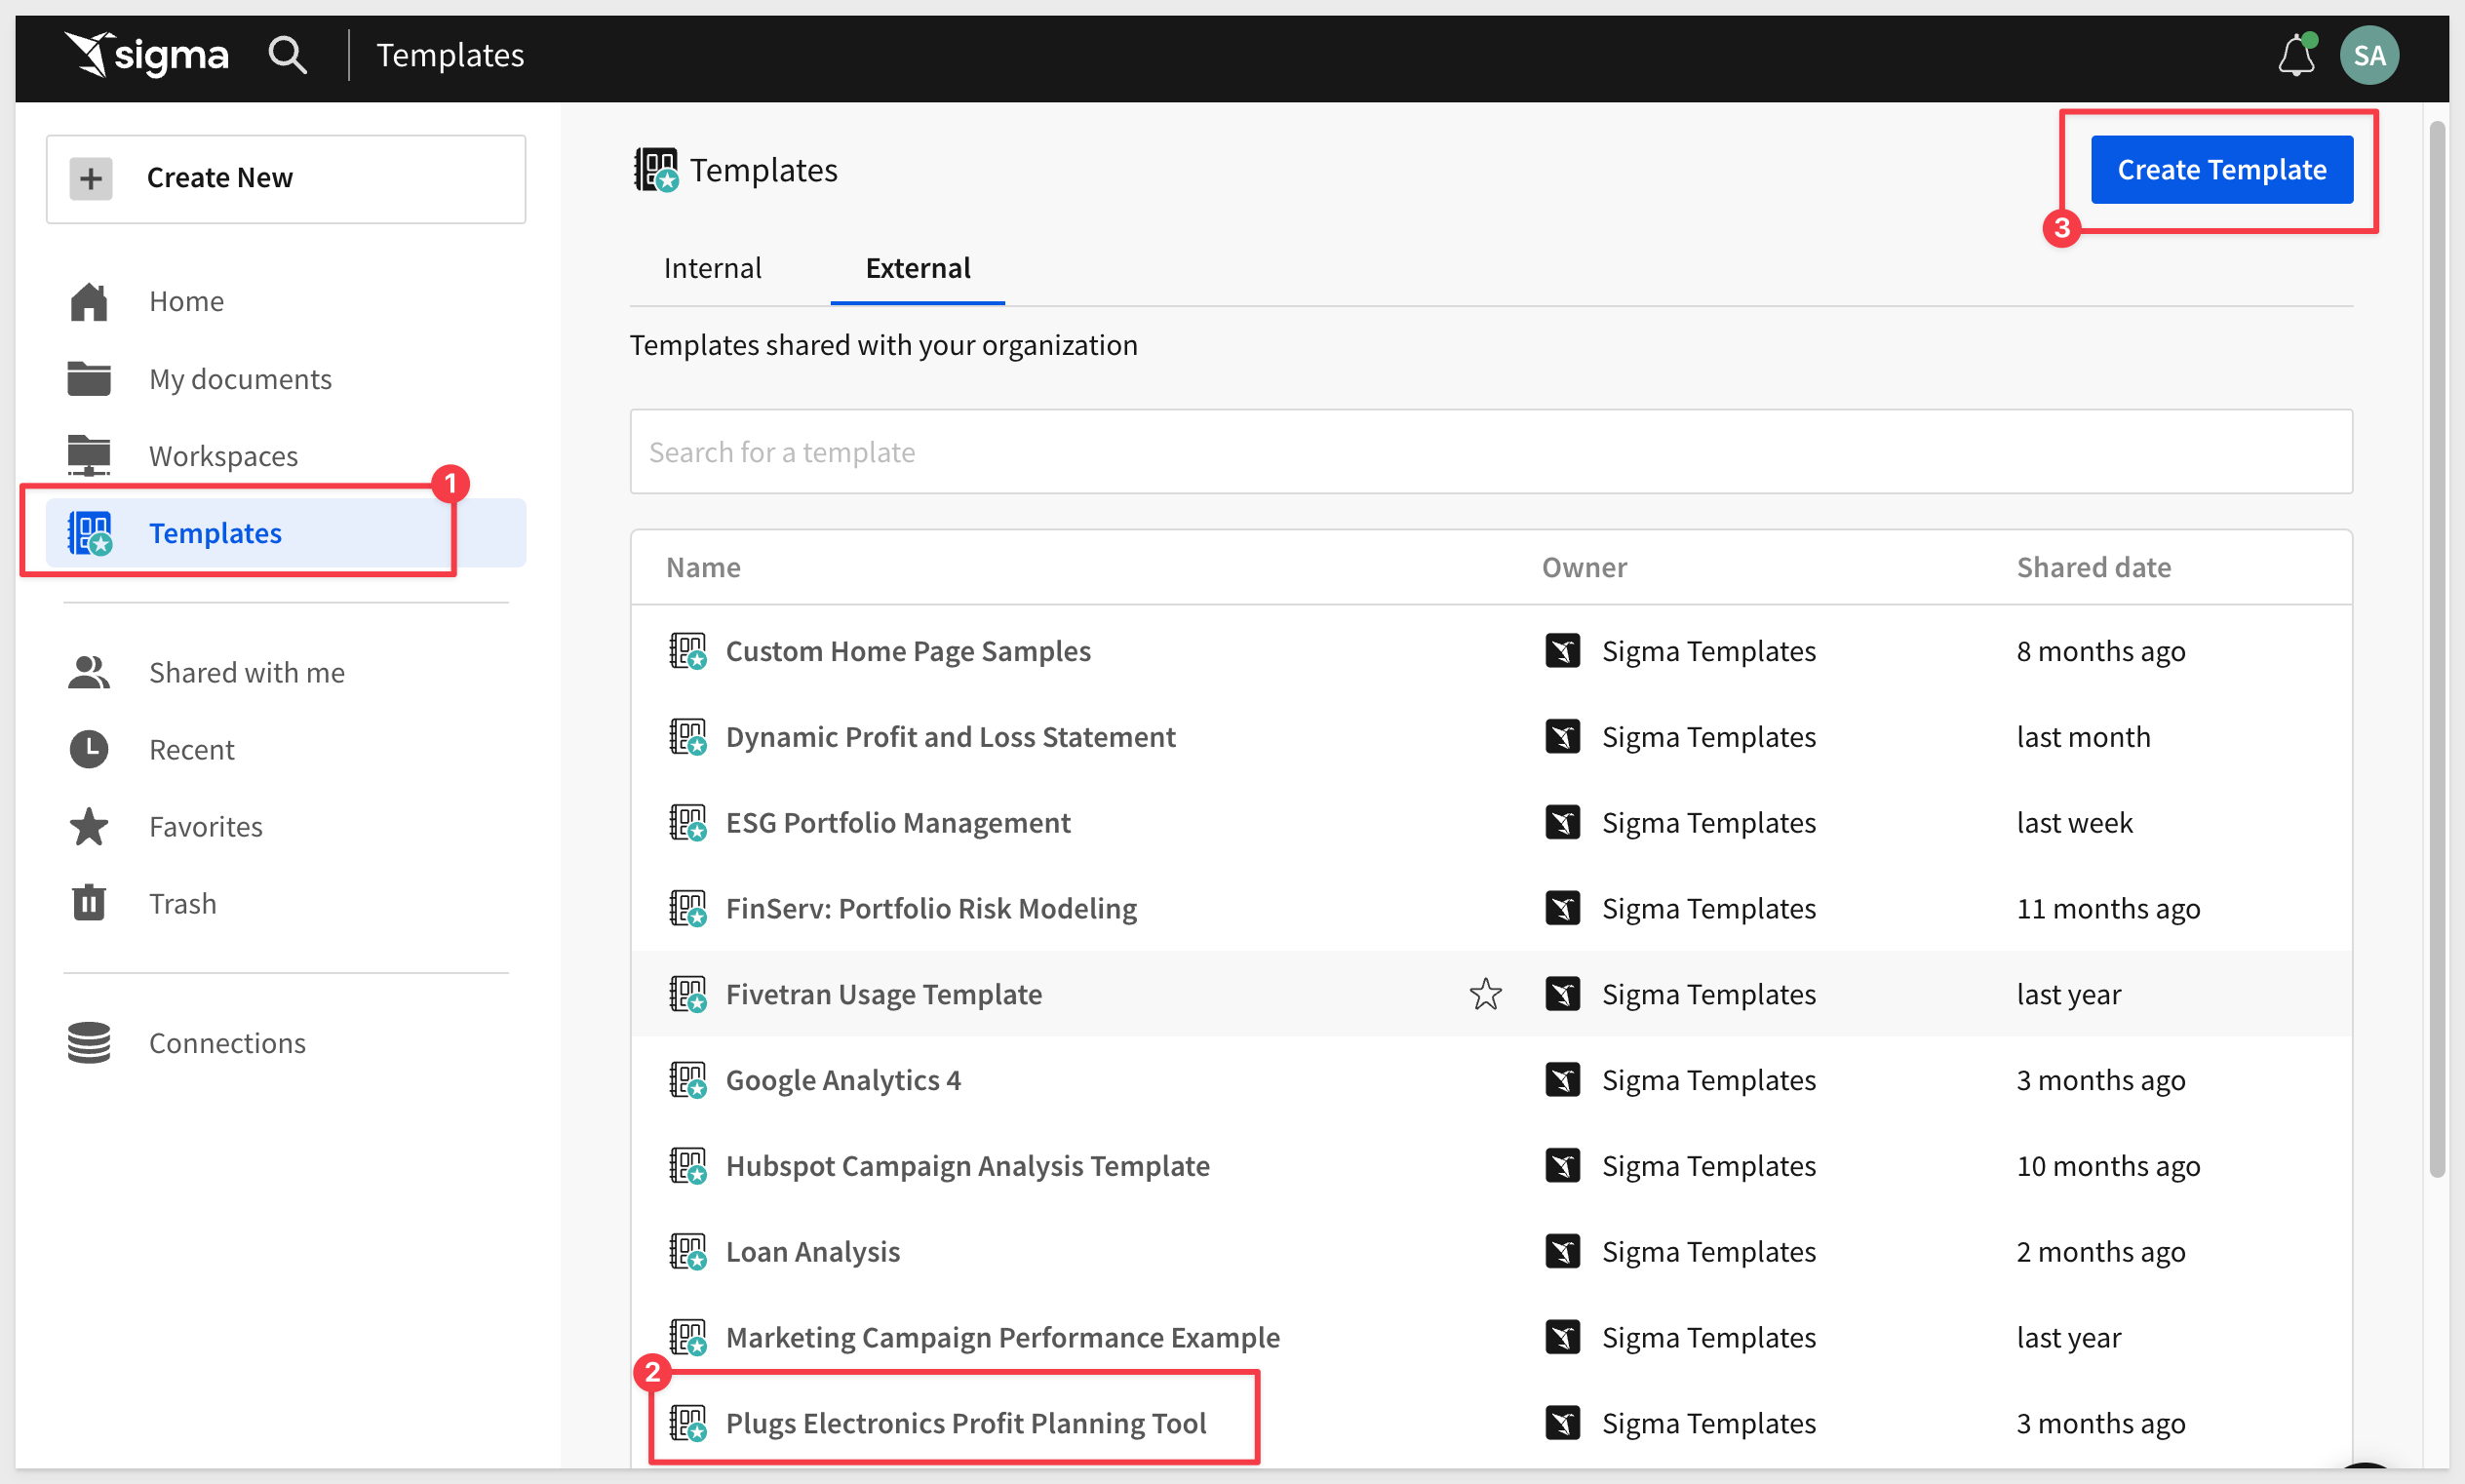 sigma
Templates
SA
Create New
Home
My documents
Workspaces
1
Templates
Shared with me
Recent
Favorites
Trash
Connections
Templates
Create Template
3
Internal External
Templates shared with your organization
Search for a template
Name Owner Shared date
Custom Home Page Samples Sigma Templates 8 months ago
Dynamic Profit and Loss Statement Sigma Templates last month
ESG Portfolio Management Sigma Templates last week
FinServ: Portfolio Risk Modeling Sigma Templates 11 months ago
Fivetran Usage Template Sigma Templates last year
Google Analytics 4 Sigma Templates 3 months ago
Hubspot Campaign Analysis Template Sigma Templates 10 months ago
Loan Analysis Sigma Templates 2 months ago
Marketing Campaign Performance Example Sigma Templates last year
2
Plugs Electronics Profit Planning Tool Sigma Templates 3 months ago